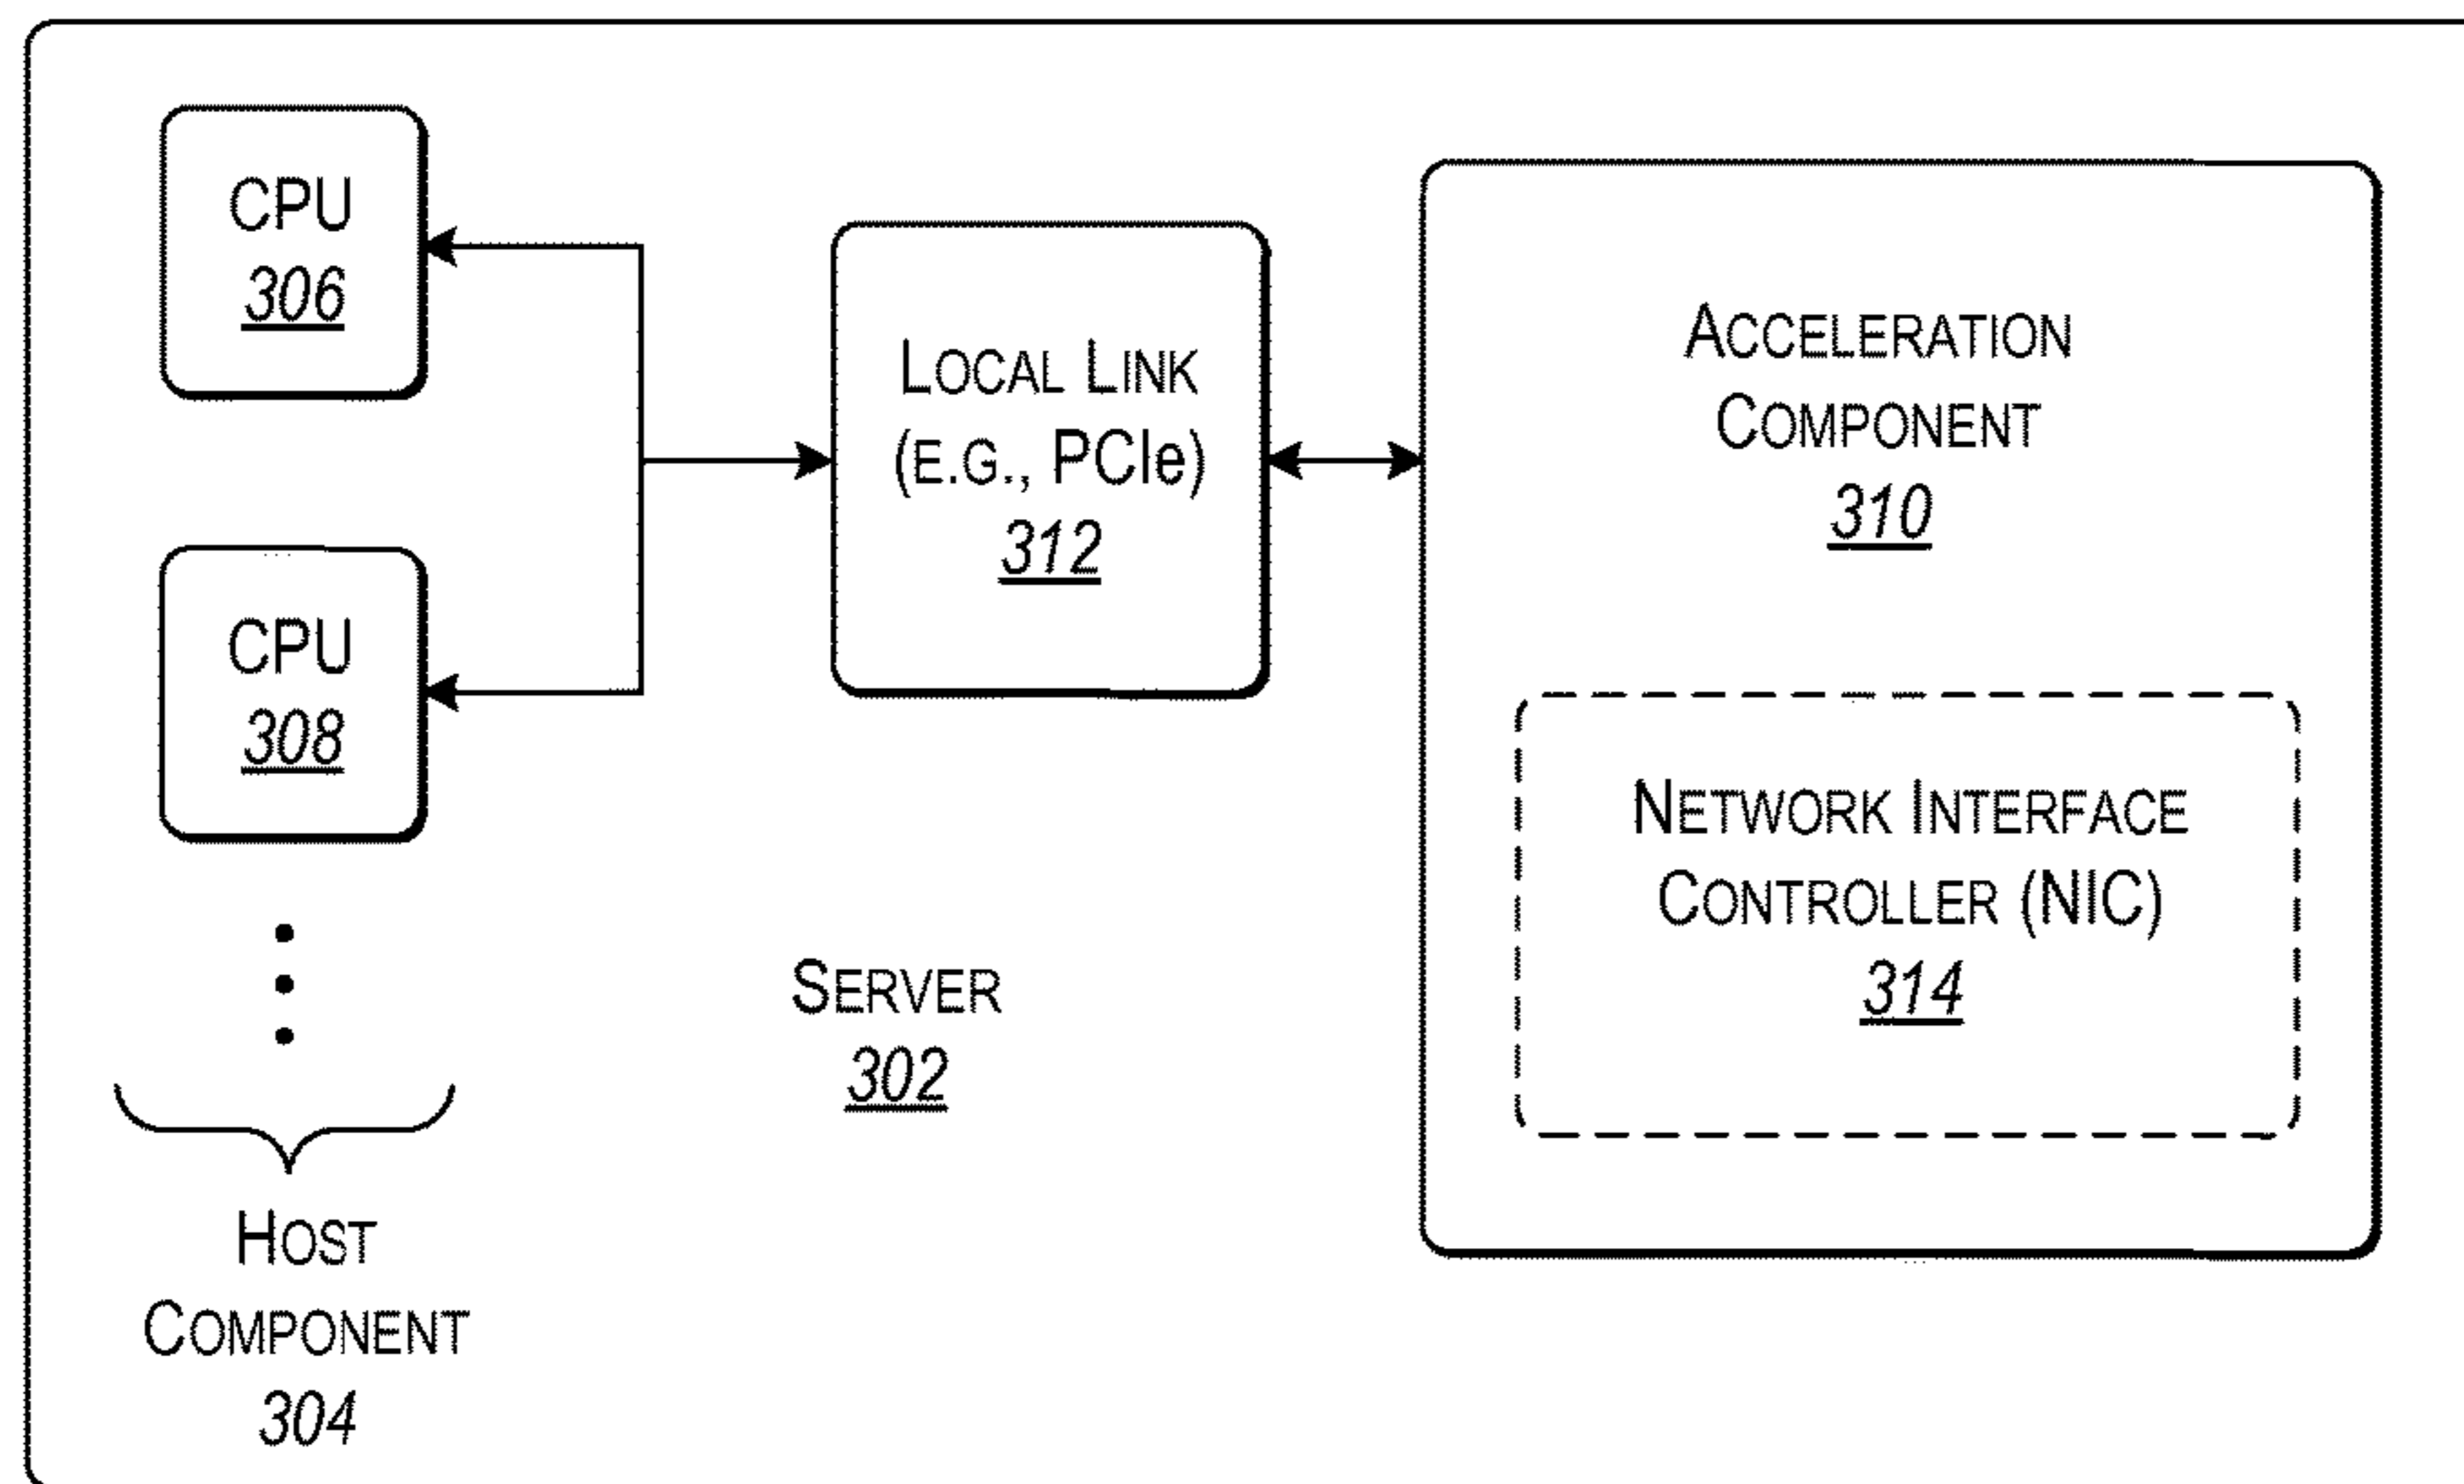 CPU
306
CPU
308
HOST
COMPONENT
304
LOCAL LINK
(E.G., PCIe)
312
SERVER
302
ACCELERATION
COMPONENT
310
NETWORK INTERFACE
CONTROLLER (NIC)
314